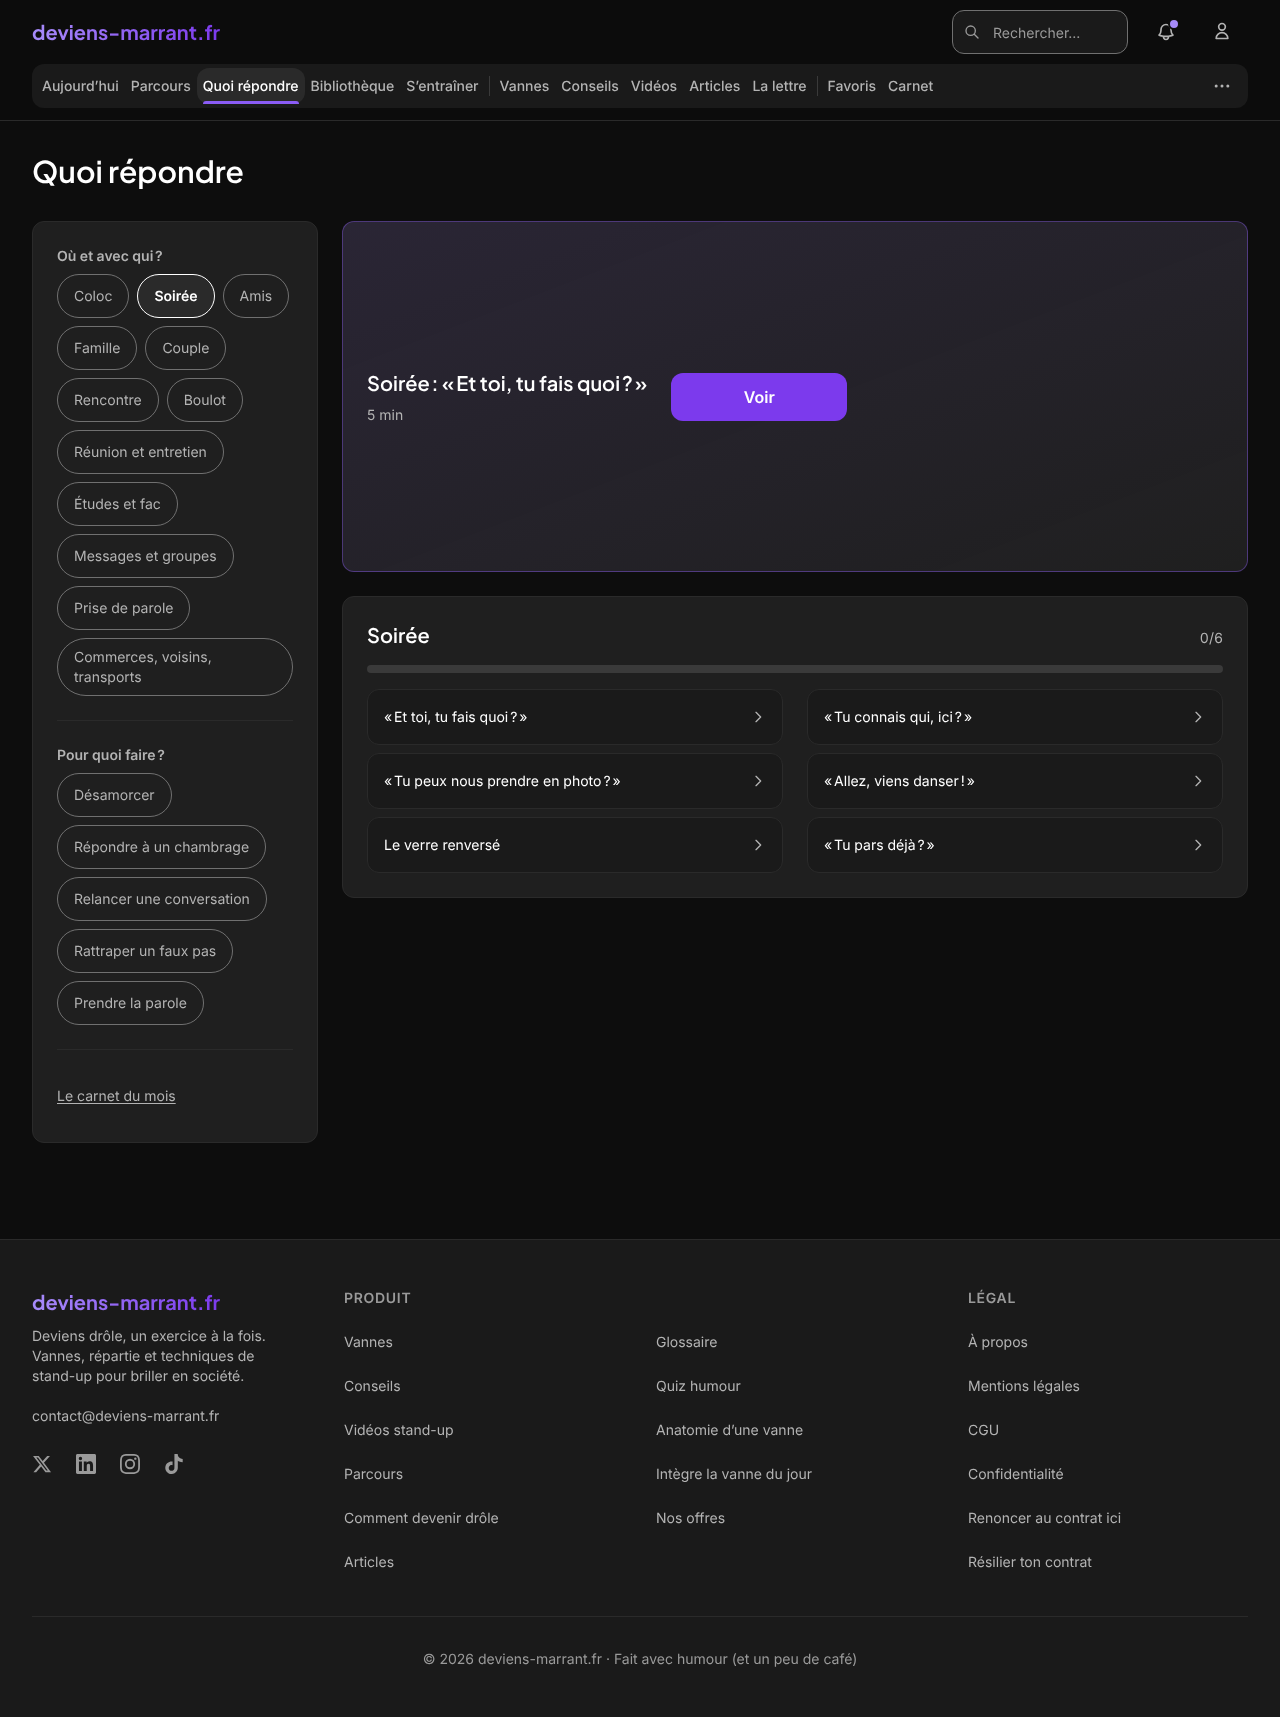 deviens-marrant.fr
Rechercher...
Aujourd’hui Parcours Quoi répondre Bibliothèque S’entraîner Vannes Conseils Vidéos Articles La lettre Favoris Carnet
Quoi répondre
Où et avec qui ?
Coloc Soirée Amis
Famille Couple
Rencontre Boulot
Réunion et entretien
Études et fac
Messages et groupes
Prise de parole
Commerces, voisins,
transports
Pour quoi faire ?
Désamorcer
Répondre à un chambrage
Relancer une conversation
Rattraper un faux pas
Prendre la parole
Le carnet du mois
Soirée : « Et toi, tu fais quoi ? »
5 min
Voir
Soirée
0/6
« Et toi, tu fais quoi ? »
« Tu connais qui, ici ? »
« Tu peux nous prendre en photo ? »
« Allez, viens danser ! »
Le verre renversé
« Tu pars déjà ? »
deviens-marrant.fr
Deviens drôle, un exercice à la fois.
Vannes, répartie et techniques de
stand-up pour briller en société.
contact@deviens-marrant.fr
PRODUIT
Vannes
Conseils
Vidéos stand-up
Parcours
Comment devenir drôle
Articles
Glossaire
Quiz humour
Anatomie d’une vanne
Intègre la vanne du jour
Nos offres
LÉGAL
À propos
Mentions légales
CGU
Confidentialité
Renoncer au contrat ici
Résilier ton contrat
© 2026 deviens-marrant.fr · Fait avec humour (et un peu de café)